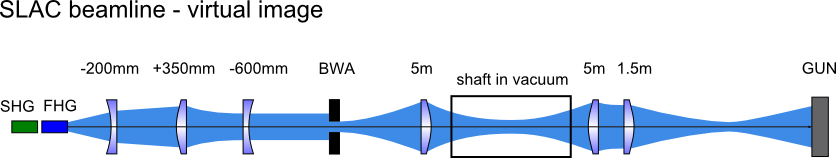 SLAC beamline - virtual image
-200mm +350mm -600mm BWA 5m shaft in vacuum 5m 1.5m GUN
SHG FHG